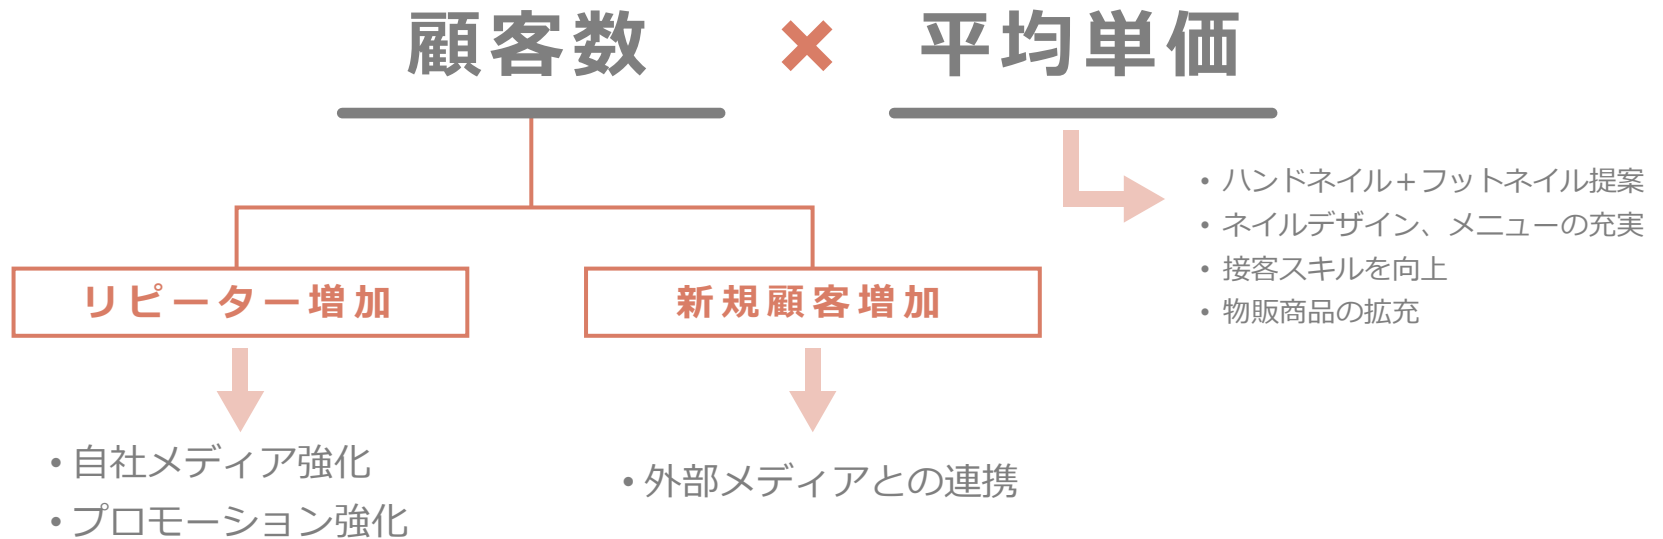 顧客数 × 平均単価
• ハンドネイル＋フットネイル提案
• ネイルデザイン、メニューの充実
• 接客スキルを向上
• 物販商品の拡充
リピーター増加
新規顧客増加
• 自社メディア強化
• プロモーション強化
• 外部メディアとの連携